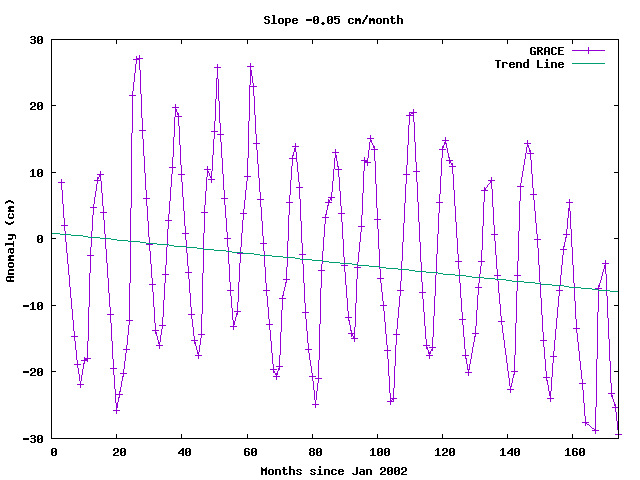 Slope -0.05 cm/month
GRACE
Trend Line
30
20
10
0
-10
-20
-30
Anomaly (cm)
0 20 40 60 80 100 120 140 160
Months since Jan 2002